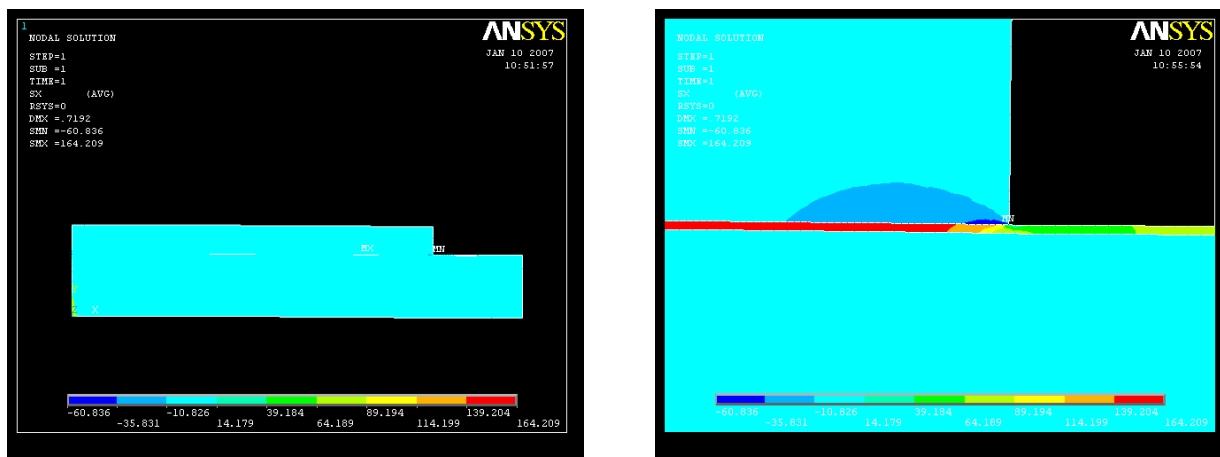 1
ANSYS
NODAL SOLUTION
JAN 10 2007
10:51:57
STEP=1
SUB =1
TIME=1
SX (AVG)
RSYS=0
DMX =.7192
SMN =-60.836
SMX =164.209
MX
MN
X
-60.836 -10.826 39.184 89.194 139.204
-35.831 14.179 64.189 114.199 164.209
ANSYS
NODAL SOLUTION
JAN 10 2007
10:55:54
STEP=1
SUB =1
TIME=1
SX (AVG)
RSYS=0
DMX =.7192
SMN =-60.836
SMX =164.209
MN
-60.836 -10.826 39.184 89.194 139.204
-35.831 14.179 64.189 114.199 164.209